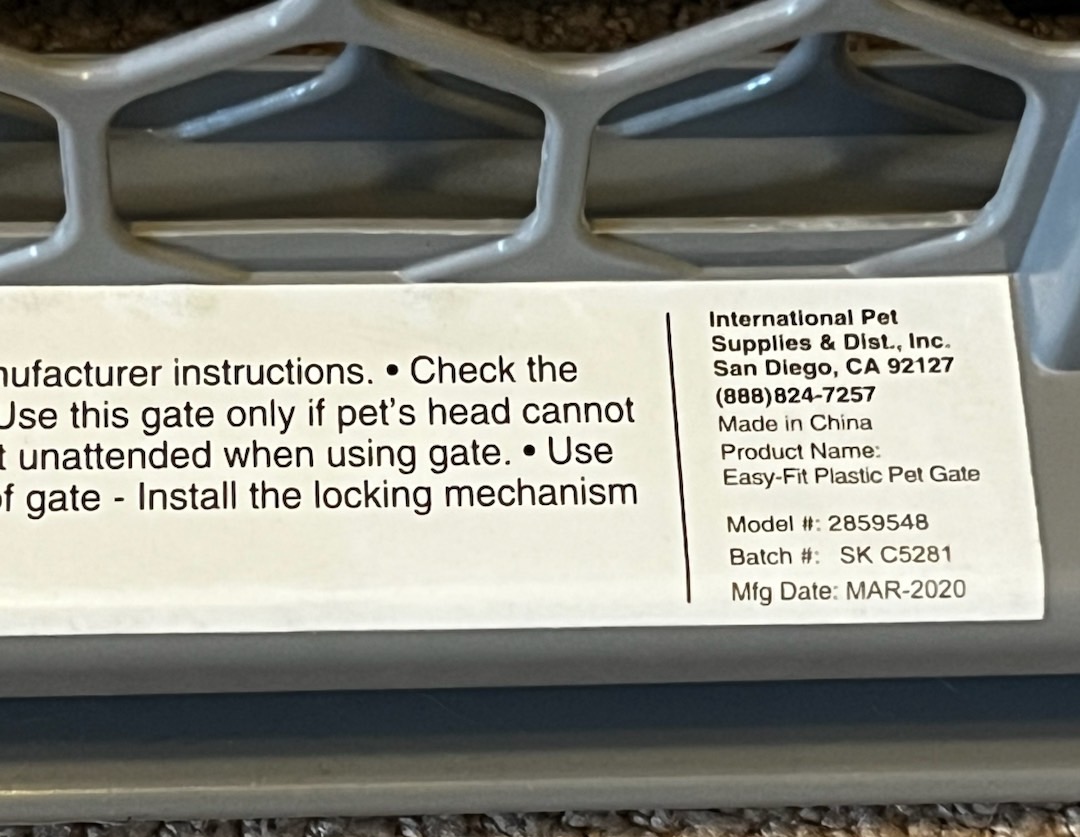 nufacturer instructions. • Check the
Use this gate only if pet's head cannot
t unattended when using gate. • Use
of gate - Install the locking mechanism
International Pet
Supplies & Dist., Inc.
San Diego, CA 92127
(888)824-7257
Made in China
Product Name:
Easy-Fit Plastic Pet Gate
Model #: 2859548
Batch #: SK C5281
Mfg Date: MAR-2020